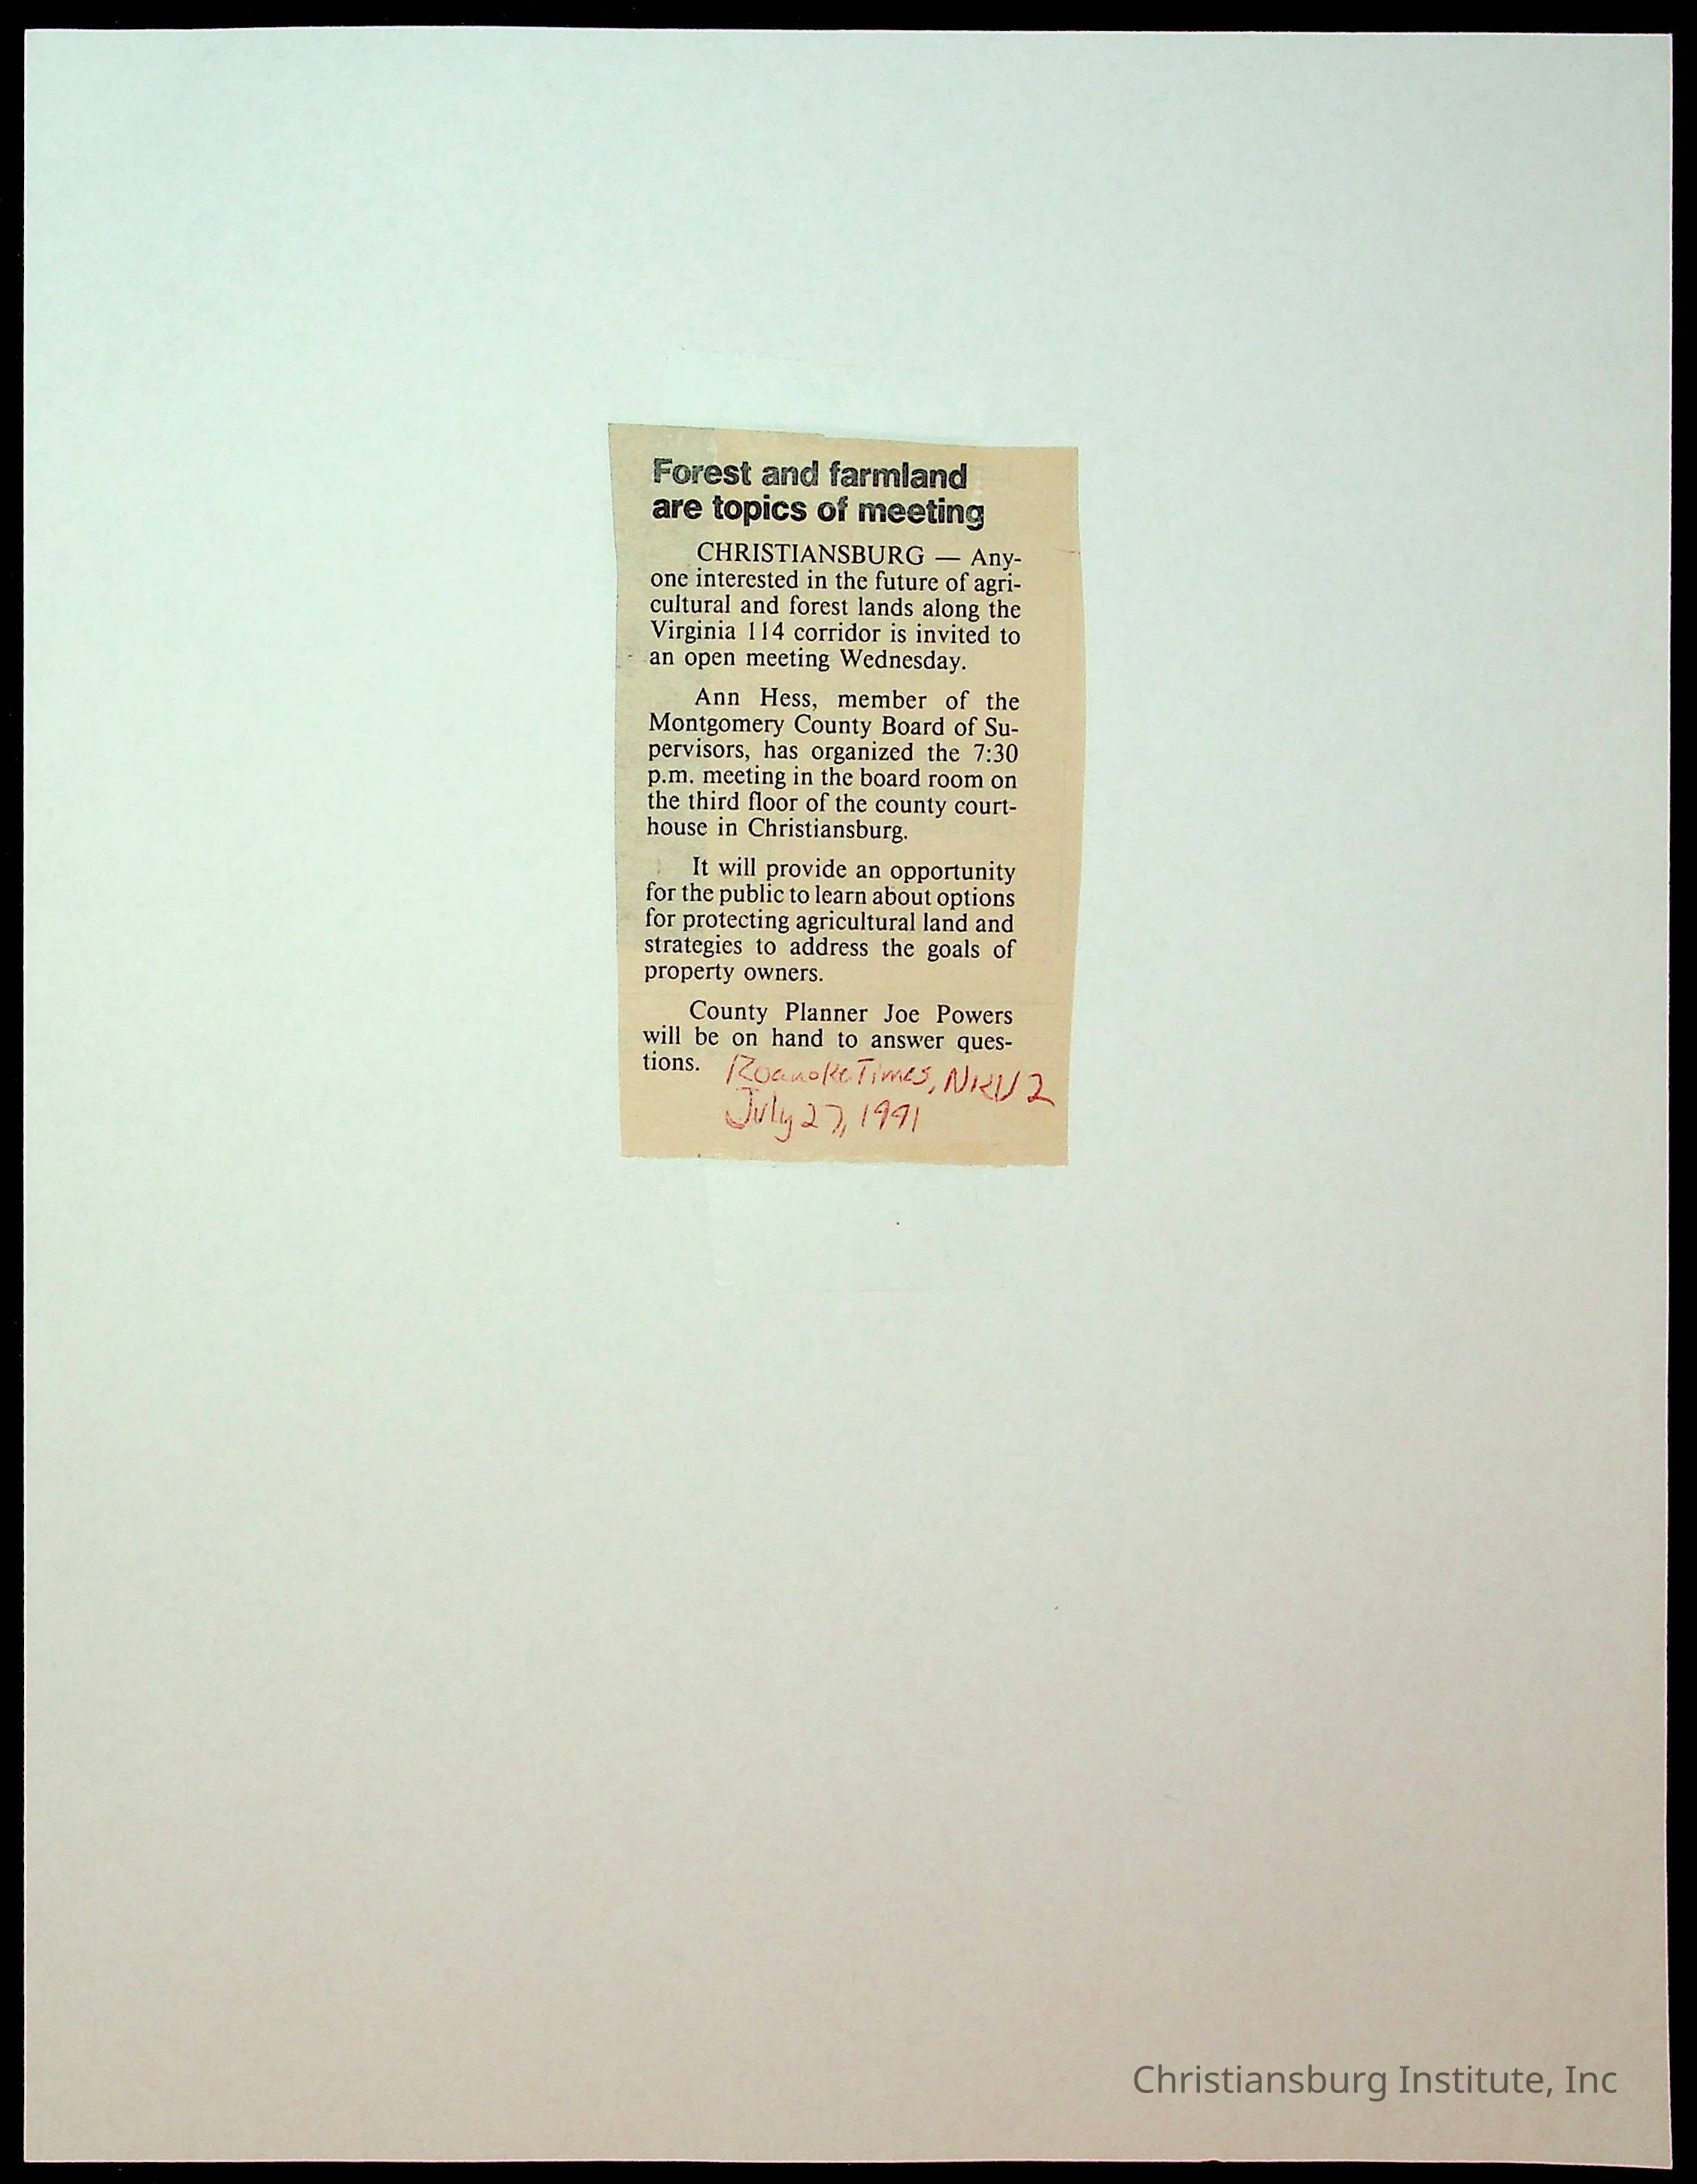 Forest and farmland
are topics of meeting
CHRISTIANSBURG — Any-
one interested in the future of agri-
cultural and forest lands along the
Virginia 114 corridor is invited to
an open meeting Wednesday.
Ann Hess, member of the
Montgomery County Board of Su-
pervisors, has organized the 7:30
p.m. meeting in the board room on
the third floor of the county court-
house in Christiansburg.
It will provide an opportunity
for the public to learn about options
for protecting agricultural land and
strategies to address the goals of
property owners.
County Planner Joe Powers
will be on hand to answer ques-
tions.
Roanoke Times, NRV 2
July 27, 1991
Christiansburg Institute, Inc